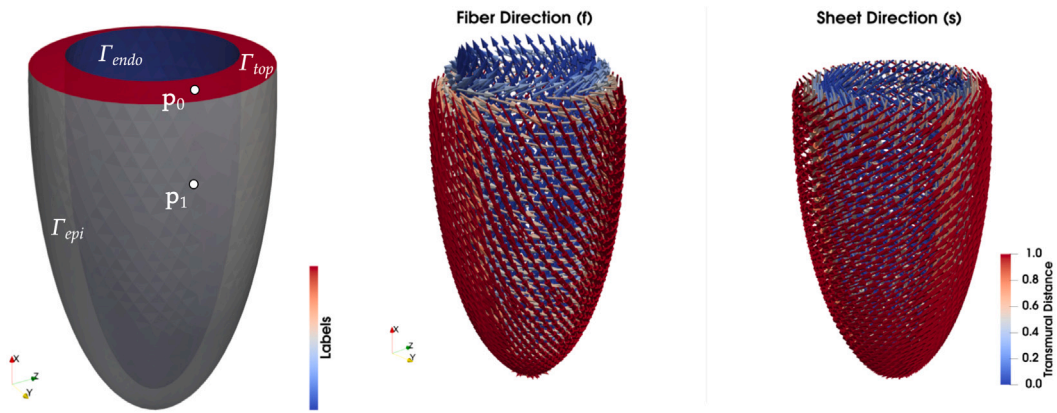 Fiber Direction (f)
Sheet Direction (s)
Γendo
Γtop
p0
p1
Γepi
Labels
X
Z
Y
X
Z
Y
1.0
0.8
0.6
0.4
0.2
0.0
Transmural Distance